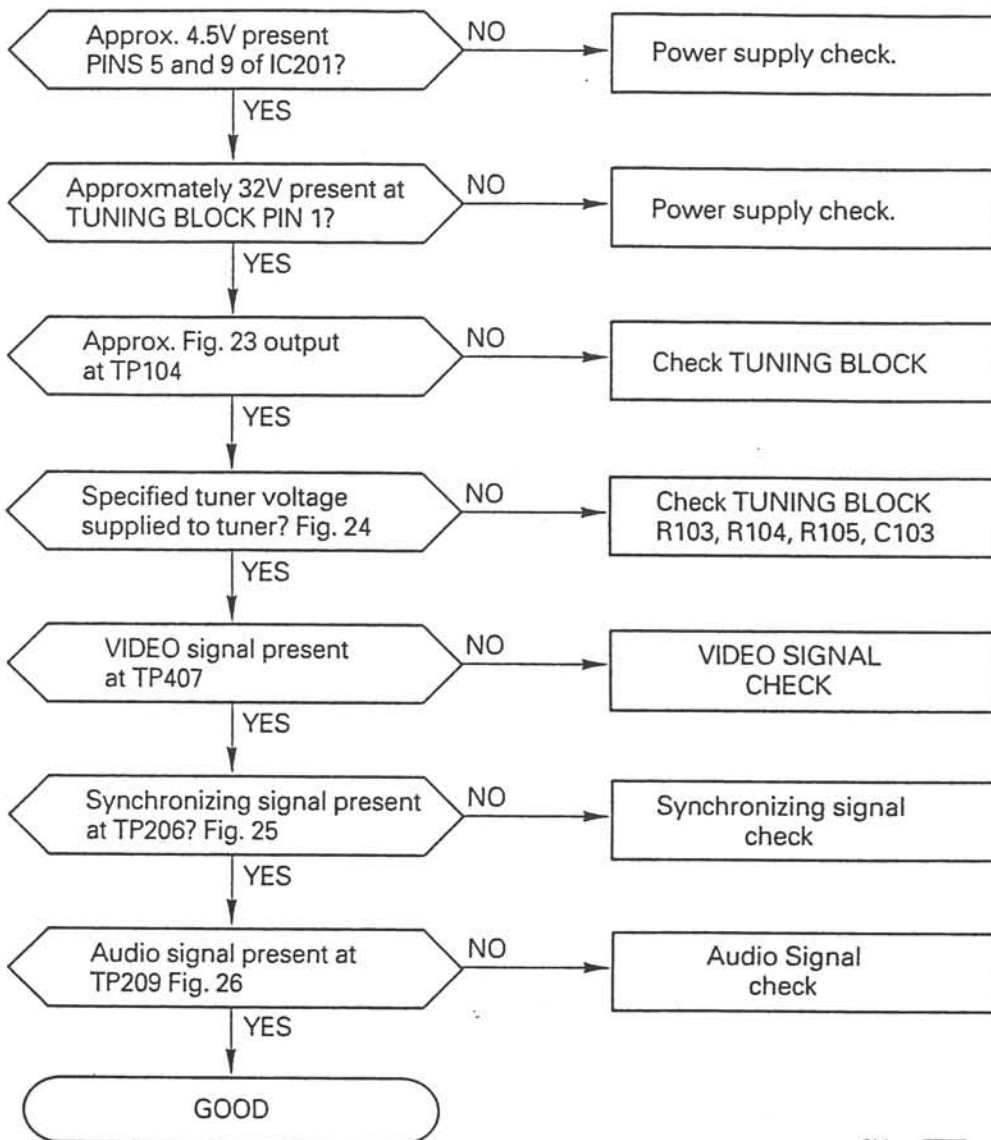 Approx. 4.5V present
PINS 5 and 9 of IC201?
NO
Power supply check.
YES
Approxmately 32V present at
TUNING BLOCK PIN 1?
NO
Power supply check.
YES
Approx. Fig. 23 output
at TP104
NO
Check TUNING BLOCK
YES
Specified tuner voltage
supplied to tuner? Fig. 24
NO
Check TUNING BLOCK
R103, R104, R105, C103
YES
VIDEO signal present
at TP407
NO
VIDEO SIGNAL
CHECK
YES
Synchronizing signal present
at TP206? Fig. 25
NO
Synchronizing signal
check
YES
Audio signal present at
TP209 Fig. 26
NO
Audio Signal
check
YES
GOOD